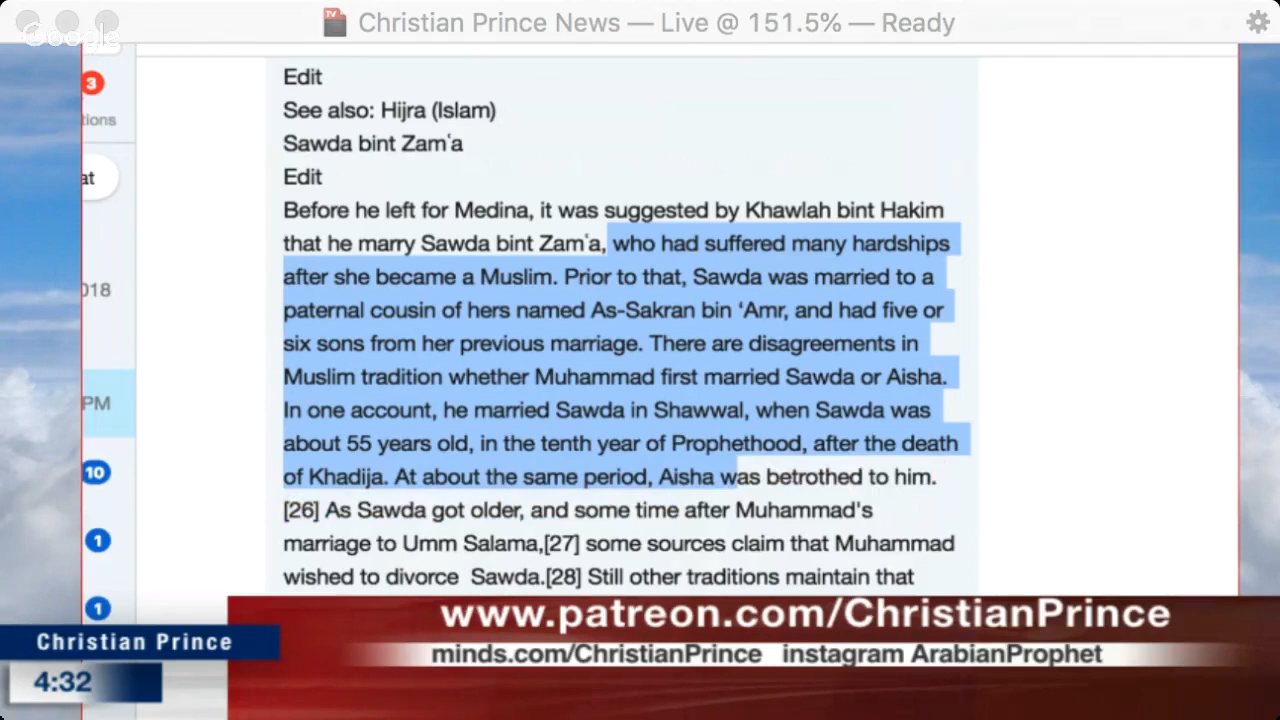 TV
Christian Prince News — Live @ 151.5% — Ready
Google
3
tions
at
018
PM
10
1
1
Edit
See also: Hijra (Islam)
Sawda bint Zamʿa
Edit
Before he left for Medina, it was suggested by Khawlah bint Hakim
that he marry Sawda bint Zamʿa, who had suffered many hardships
after she became a Muslim. Prior to that, Sawda was married to a
paternal cousin of hers named As-Sakran bin ‘Amr, and had five or
six sons from her previous marriage. There are disagreements in
Muslim tradition whether Muhammad first married Sawda or Aisha.
In one account, he married Sawda in Shawwal, when Sawda was
about 55 years old, in the tenth year of Prophethood, after the death
of Khadija. At about the same period, Aisha was betrothed to him.
[26] As Sawda got older, and some time after Muhammad's
marriage to Umm Salama,[27] some sources claim that Muhammad
wished to divorce  Sawda.[28] Still other traditions maintain that
www.patreon.com/ChristianPrince
Christian Prince
minds.com/ChristianPrince   instagram ArabianProphet
4:32